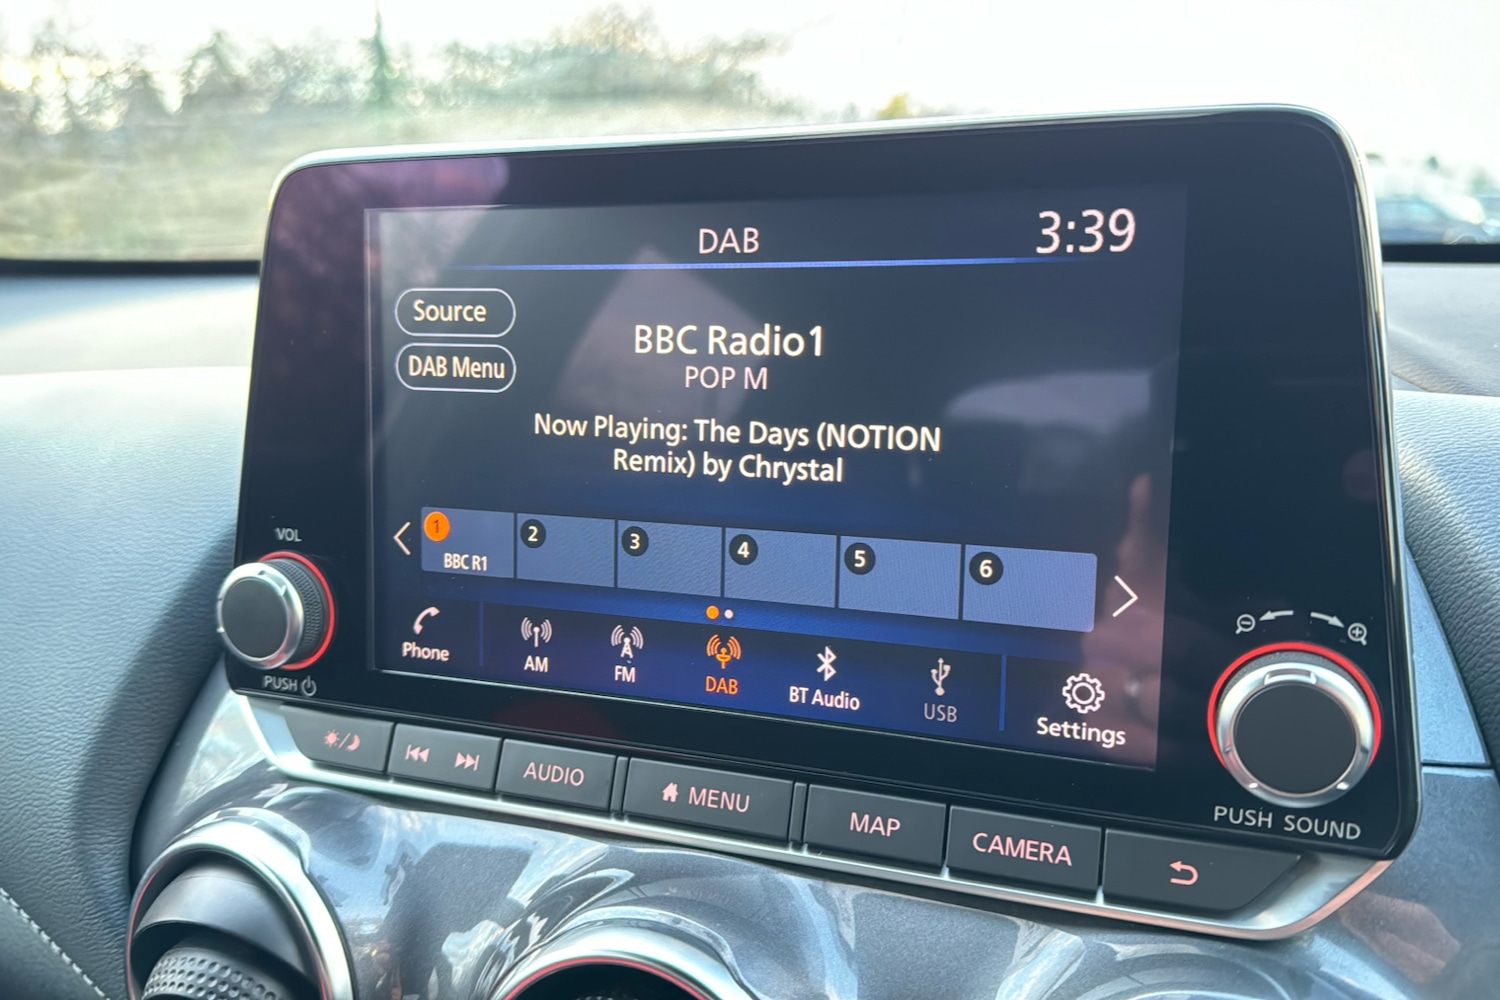 DAB
3:39
Source
DAB Menu
BBC Radio1
POP M
Now Playing: The Days (NOTION
Remix) by Chrystal
1
BBC R1
2
3
4
5
6
Phone
AM
FM
DAB
BT Audio
USB
Settings
VOL
PUSH
AUDIO
MENU
MAP
CAMERA
PUSH SOUND